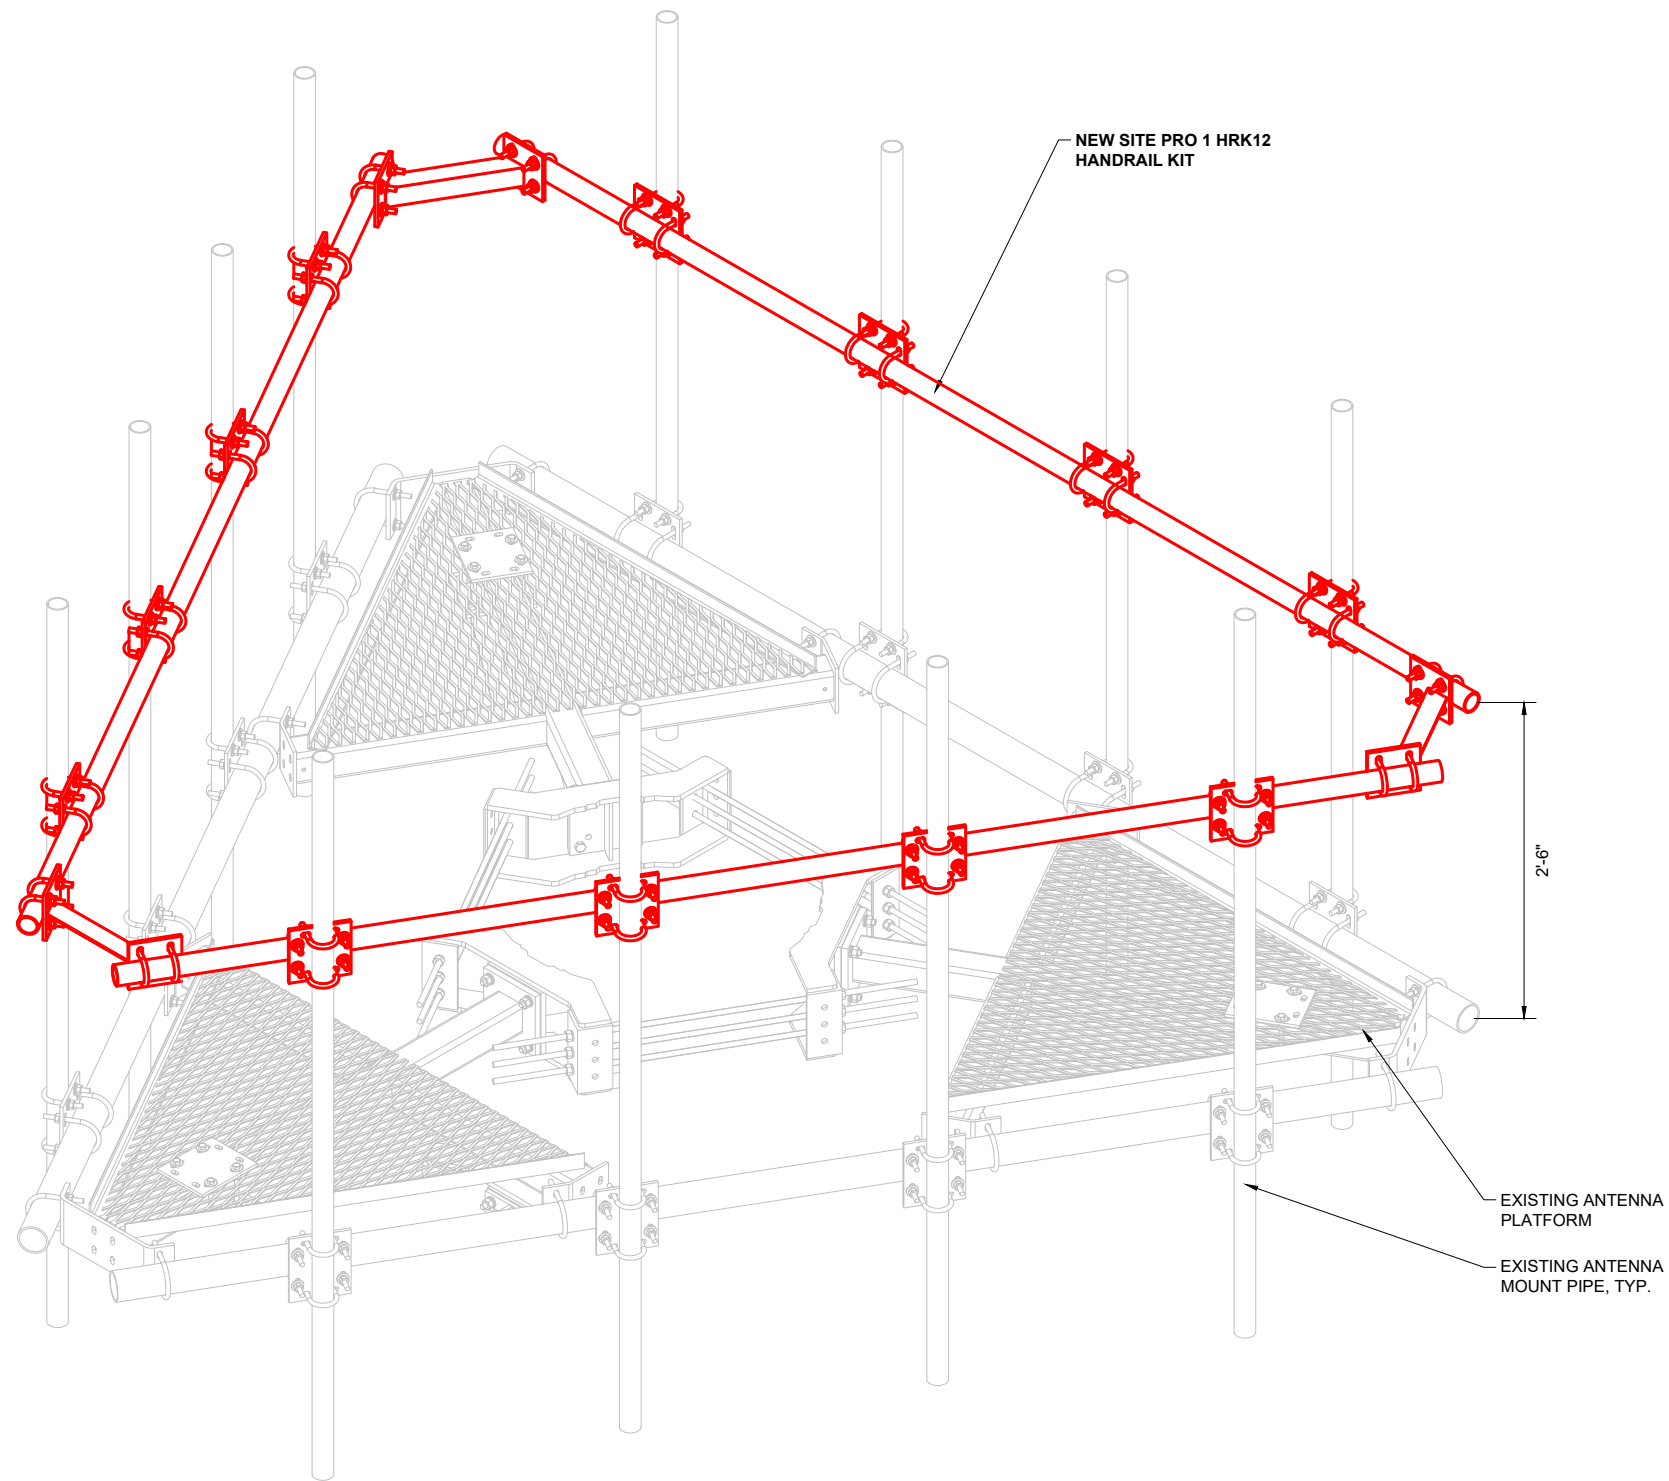 NEW SITE PRO 1 HRK12
HANDRAIL KIT
2'-6"
EXISTING ANTENNA
PLATFORM
EXISTING ANTENNA
MOUNT PIPE, TYP.